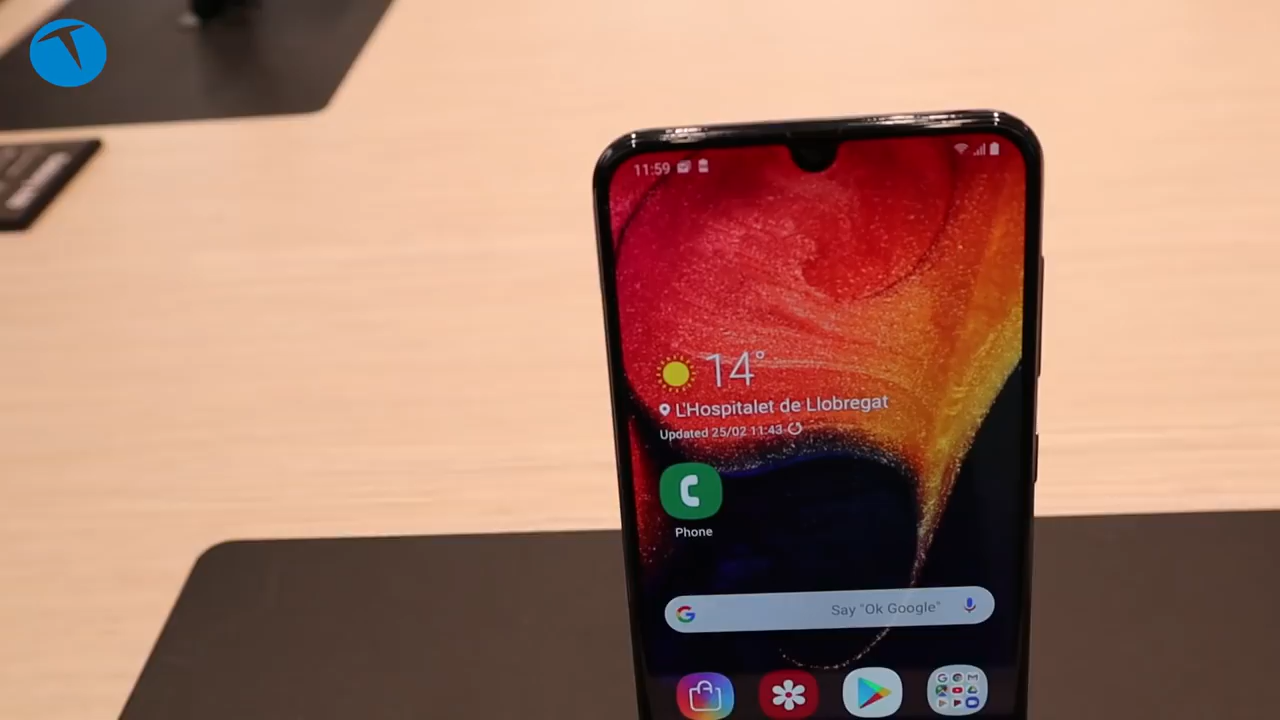 11:59
14°
L'Hospitalet de Llobregat
Updated 25/02 11:43
Phone
Say "Ok Google"